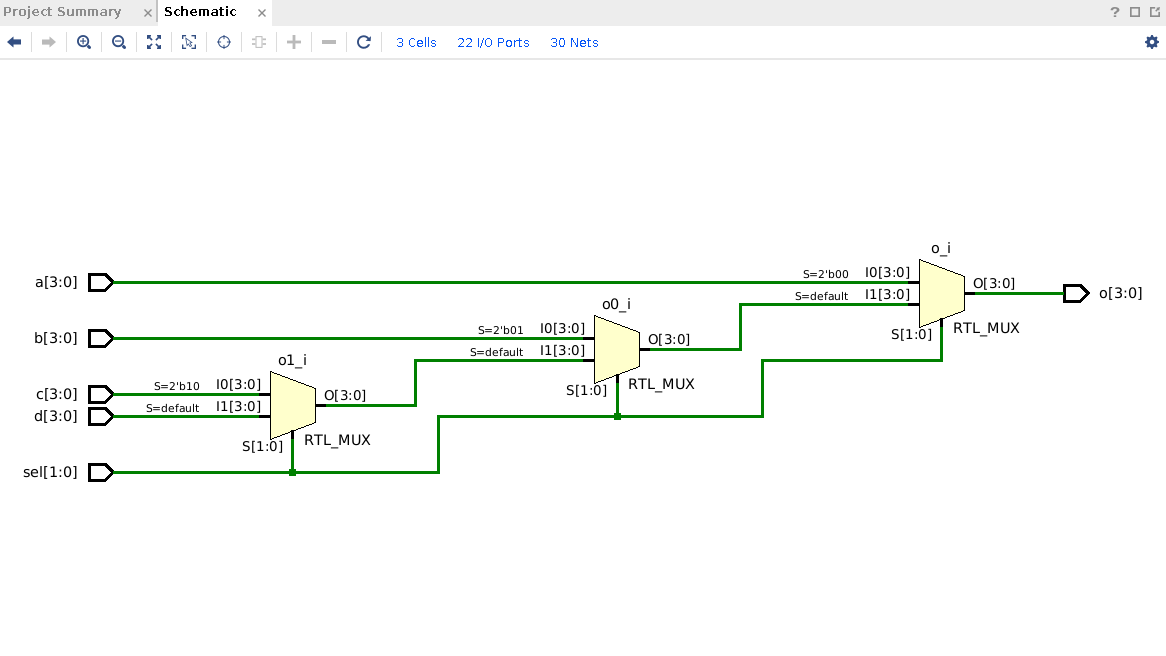 Project Summary × Schematic ×
? 
3 Cells 22 I/O Ports 30 Nets
o_i
a[3:0] S=2'b00 I0[3:0] O[3:0] o[3:0]
S=default I1[3:0]
S[1:0] RTL_MUX
o0_i
b[3:0] S=2'b01 I0[3:0] O[3:0]
S=default I1[3:0]
S[1:0] RTL_MUX
o1_i
c[3:0] S=2'b10 I0[3:0] O[3:0]
d[3:0] S=default I1[3:0]
S[1:0] RTL_MUX
sel[1:0]